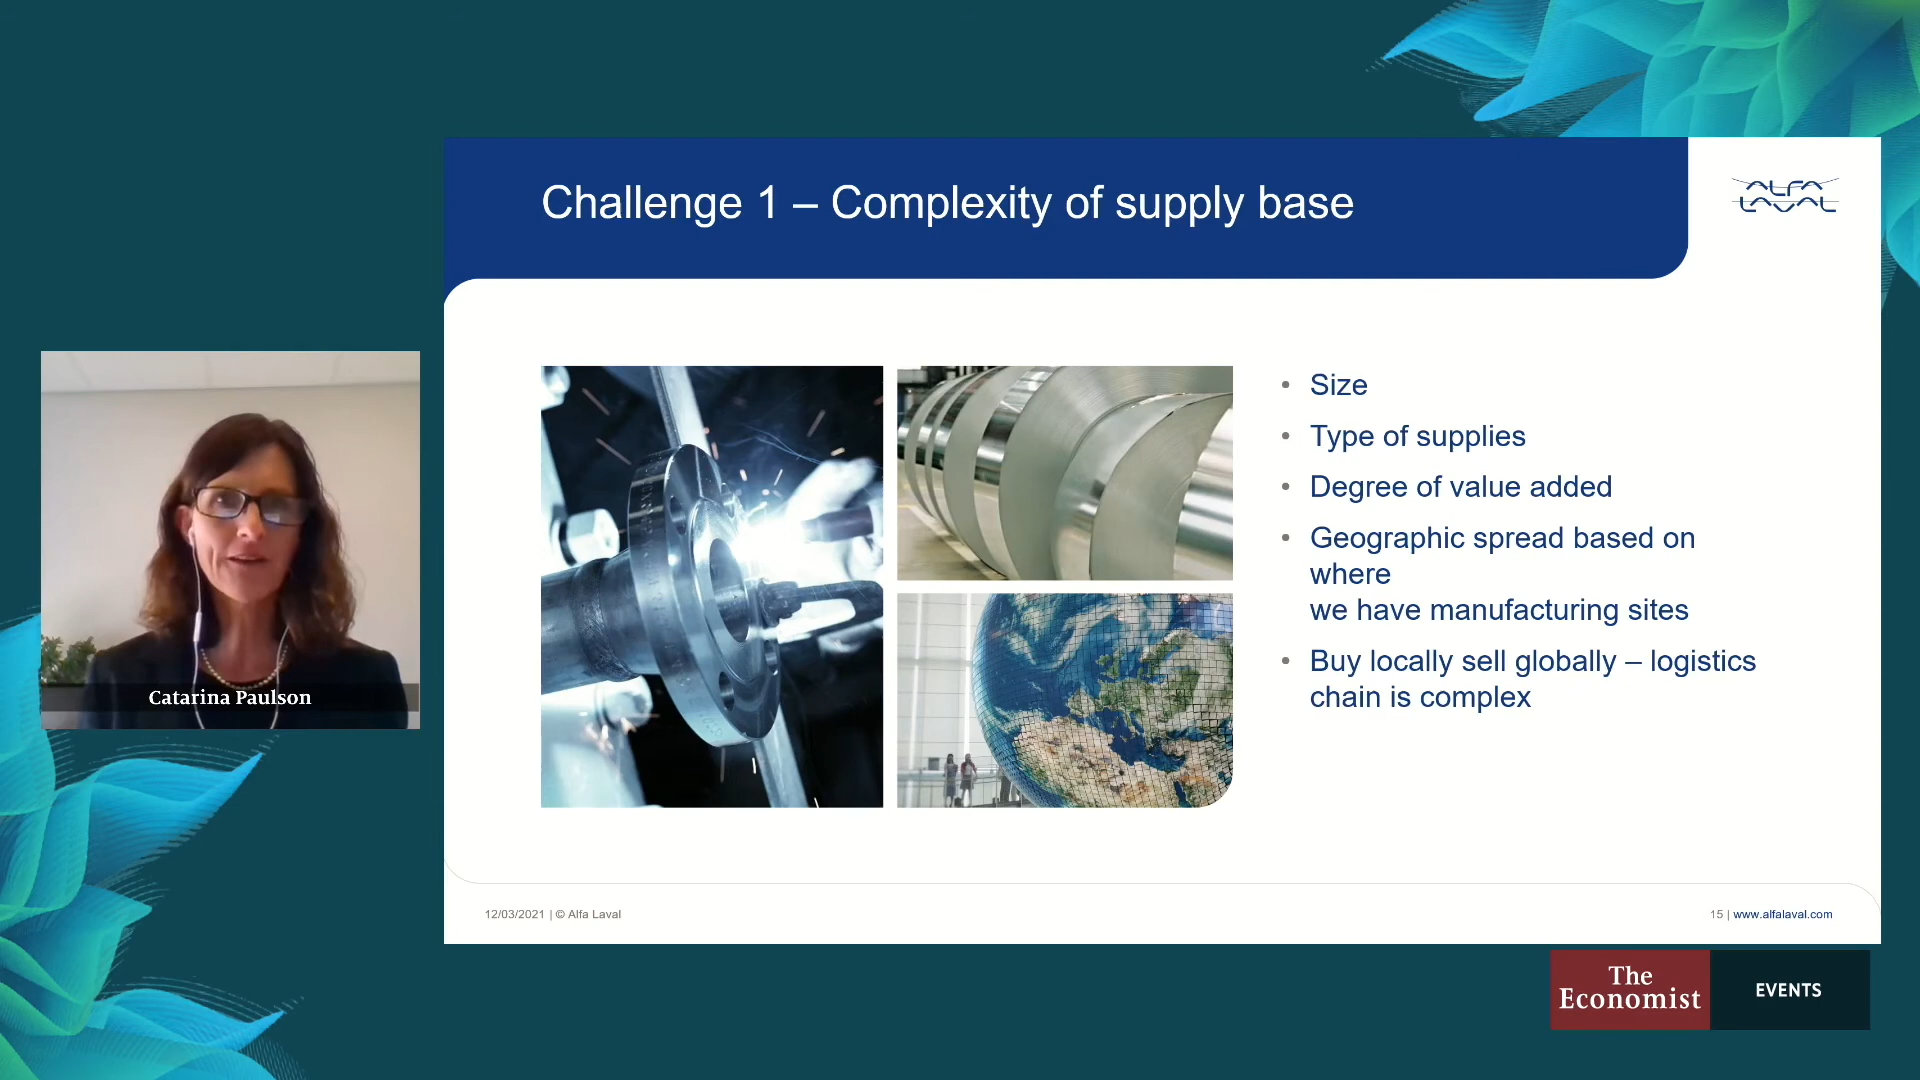 Challenge 1 – Complexity of supply base
ALFA
LAVAL
• Size
• Type of supplies
• Degree of value added
• Geographic spread based on
where
we have manufacturing sites
• Buy locally sell globally – logistics
chain is complex
Catarina Paulson
12/03/2021 | © Alfa Laval
15 | www.alfalaval.com
The
Economist
EVENTS